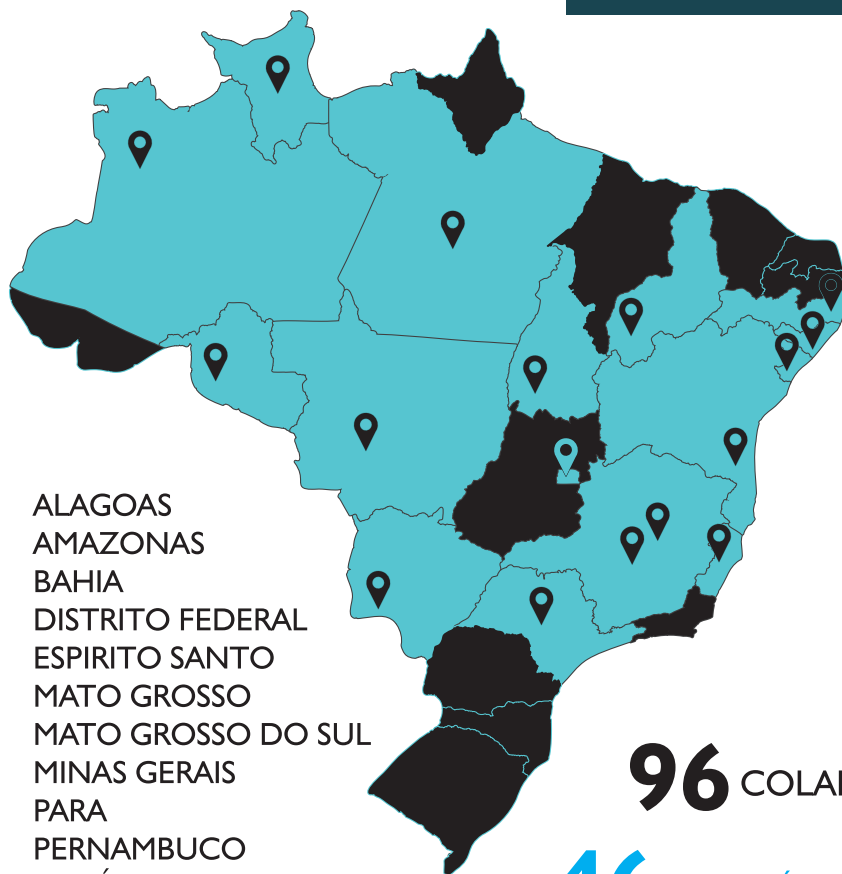 ALAGOAS
AMAZONAS
BAHIA
DISTRITO FEDERAL
ESPIRITO SANTO
MATO GROSSO
MATO GROSSO DO SUL
MINAS GERAIS
PARA
PERNAMBUCO
96